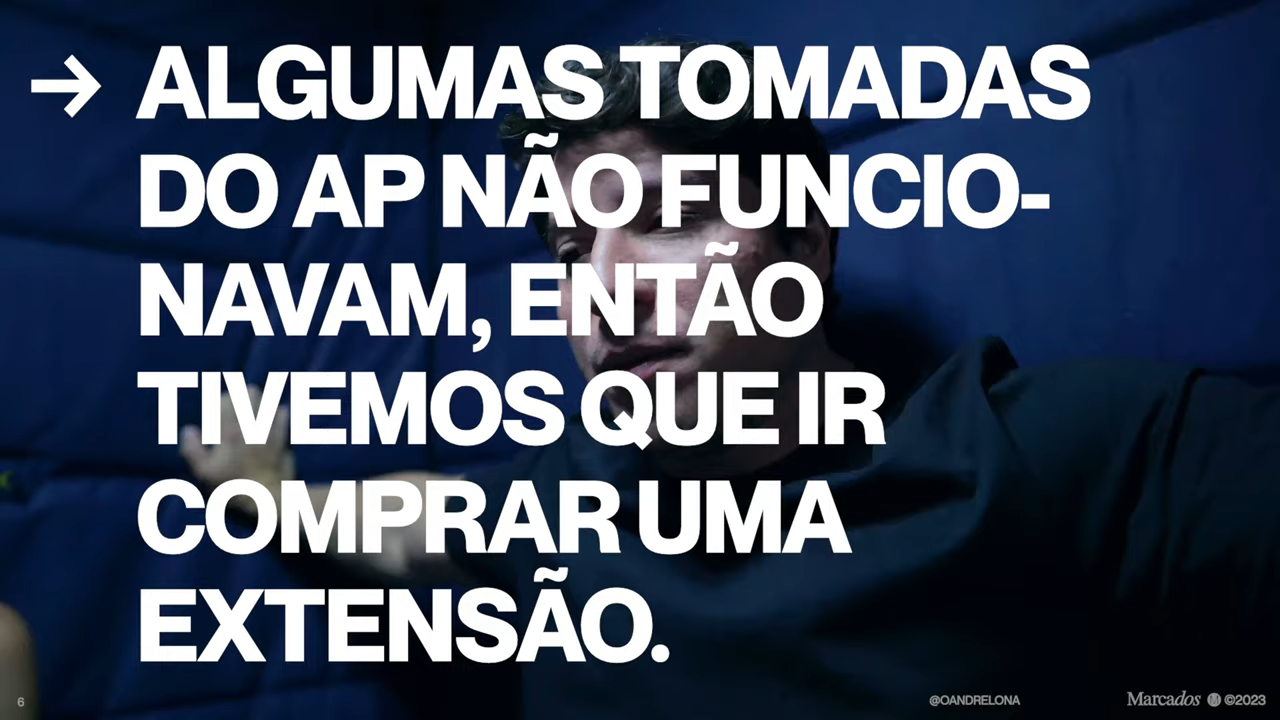 → ALGUMAS TOMADAS
DO AP NÃO FUNCIO-
NAVAM, ENTÃO
TIVEMOS QUE IR
COMPRAR UMA
EXTENSÃO.
6
@OANDRELONA
Marcados ©2023